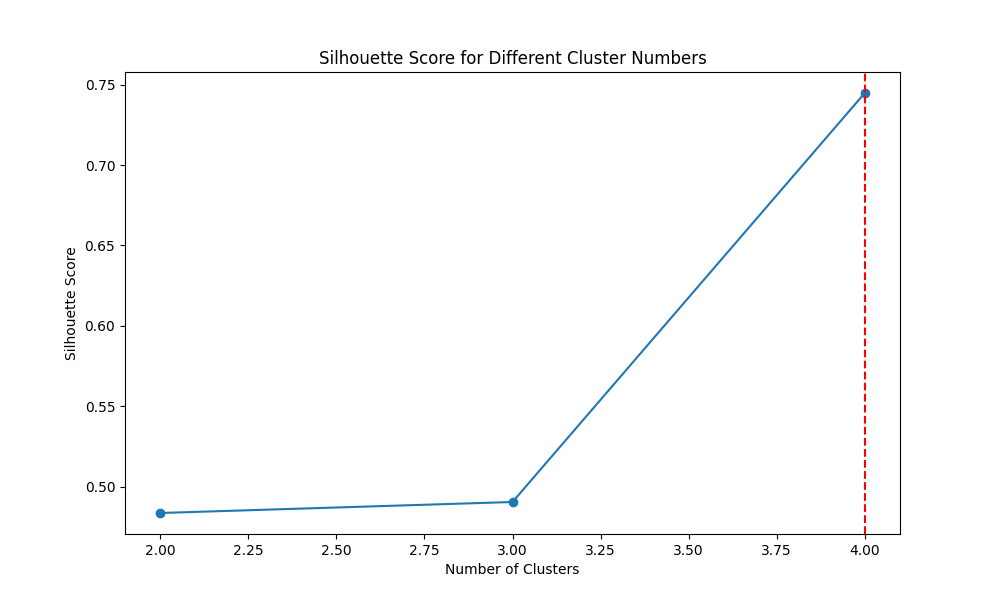 Silhouette Score for Different Cluster Numbers
0.75
0.70
0.65
0.60
0.55
0.50
Silhouette Score
2.00 2.25 2.50 2.75 3.00 3.25 3.50 3.75 4.00
Number of Clusters